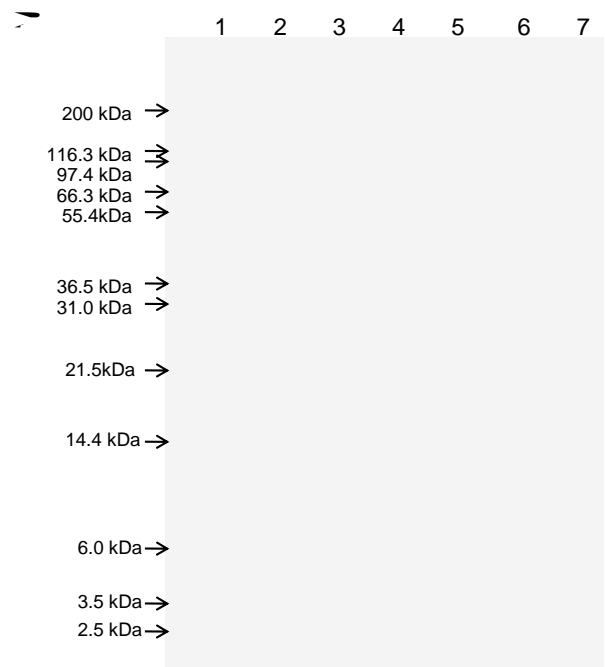 1 2 3 4 5 6 7
200 kDa
116.3 kDa
97.4 kDa
66.3 kDa
55.4kDa
36.5 kDa
31.0 kDa
21.5kDa
14.4 kDa
6.0 kDa
3.5 kDa
2.5 kDa